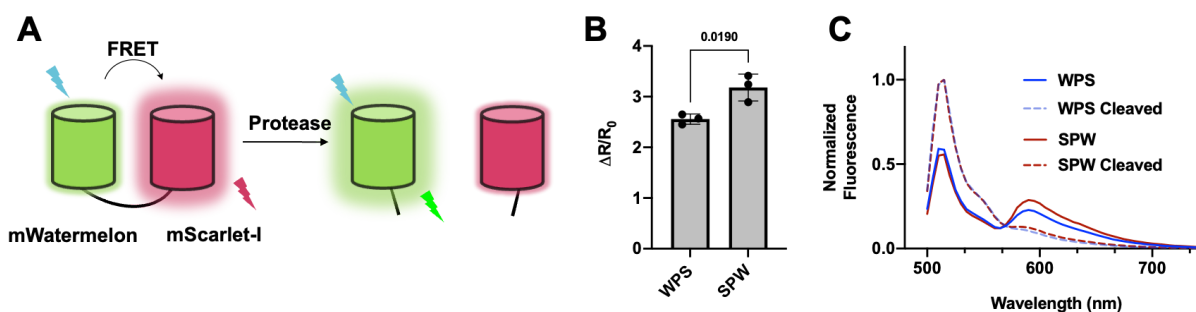 A
FRET
Protease
mWatermelon
mScarlet-I
B
0.0190
4
3
2
1
0
ΔR/R0
WPS
SPW
C
1.0
0.5
0.0
Normalized
Fluorescence
WPS
WPS Cleaved
SPW
SPW Cleaved
500
600
700
Wavelength (nm)